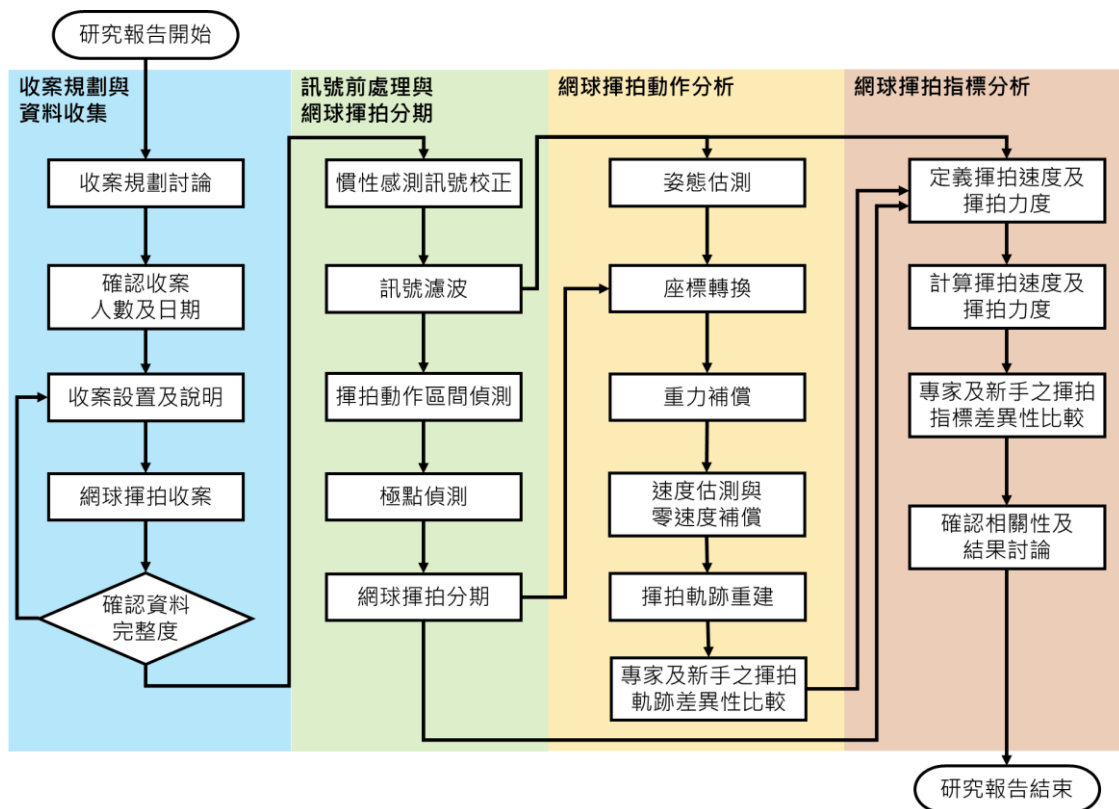 研究報告開始
收案規劃與
資料收集
收案規劃討論
確認收案
人數及日期
收案設置及說明
網球揮拍收案
確認資料
完整度
訊號前處理與
網球揮拍分期
慣性感測訊號校正
訊號濾波
揮拍動作區間偵測
極點偵測
網球揮拍分期
網球揮拍動作分析
姿態估測
座標轉換
重力補償
速度估測與
零速度補償
揮拍軌跡重建
專家及新手之揮拍
軌跡差異性比較
網球揮拍指標分析
定義揮拍速度及
揮拍力度
計算揮拍速度及
揮拍力度
專家及新手之揮拍
指標差異性比較
確認相關性及
結果討論
研究報告結束